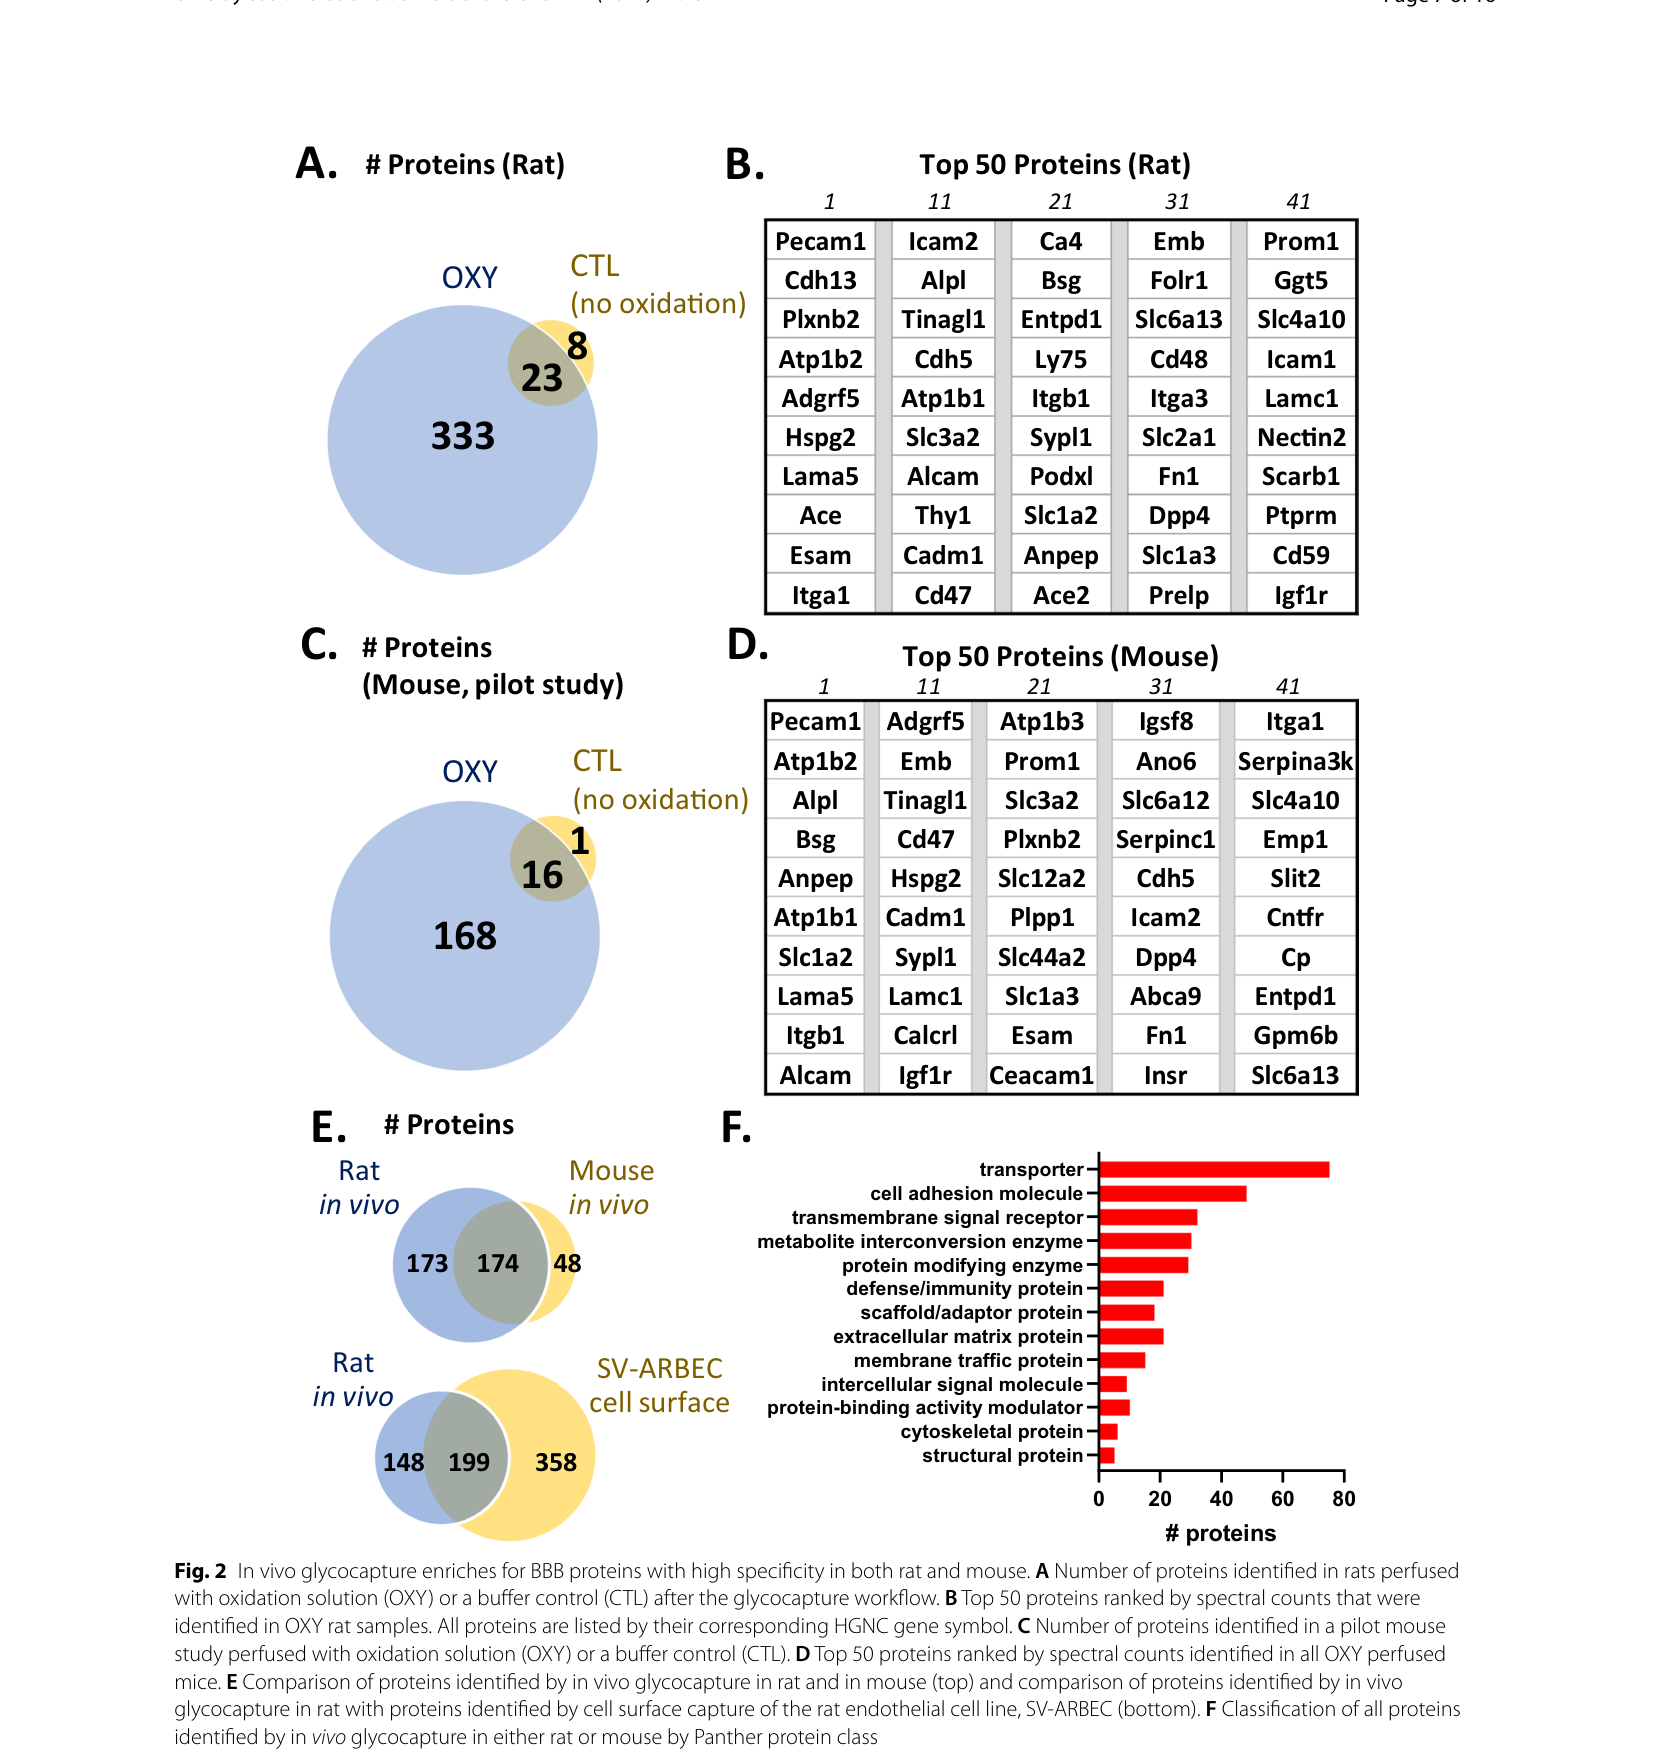 A. # Proteins (Rat)
OXY
CTL
(no oxidation)
8
23
333
B. Top 50 Proteins (Rat)
1 11 21 31 41
Pecam1 Icam2 Ca4 Emb Prom1
Cdh13 Alpl Bsg Folr1 Ggt5
Plxnb2 Tinagl1 Entpd1 Slc6a13 Slc4a10
Atp1b2 Cdh5 Ly75 Cd48 Icam1
Adgrf5 Atp1b1 Itgb1 Itga3 Lamc1
Hspg2 Slc3a2 Sypl1 Slc2a1 Nectin2
Lama5 Alcam Podxl Fn1 Scarb1
Ace Thy1 Slc1a2 Dpp4 Ptprm
Esam Cadm1 Anpep Slc1a3 Cd59
Itga1 Cd47 Ace2 Prelp Igf1r
C. # Proteins
(Mouse, pilot study)
OXY
CTL
(no oxidation)
1
16
168
D. Top 50 Proteins (Mouse)
1 11 21 31 41
Pecam1 Adgrf5 Atp1b3 Igsf8 Itga1
Atp1b2 Emb Prom1 Ano6 Serpina3k
Alpl Tinagl1 Slc3a2 Slc6a12 Slc4a10
Bsg Cd47 Plxnb2 Serpinc1 Emp1
Anpep Hspg2 Slc12a2 Cdh5 Slit2
Atp1b1 Cadm1 Plpp1 Icam2 Cntfr
Slc1a2 Sypl1 Slc44a2 Dpp4 Cp
Lama5 Lamc1 Slc1a3 Abca9 Entpd1
Itgb1 Calcrl Esam Fn1 Gpm6b
Alcam Igf1r Ceacam1 Insr Slc6a13
E. # Proteins
Rat
in vivo
Mouse
in vivo
173 174 48
Rat
in vivo
SV-ARBEC
cell surface
148 199 358
F.
transporter
cell adhesion molecule
transmembrane signal receptor
metabolite interconversion enzyme
protein modifying enzyme
defense/immunity protein
scaffold/adaptor protein
extracellular matrix protein
membrane traffic protein
intercellular signal molecule
protein-binding activity modulator
cytoskeletal protein
structural protein
0 20 40 60 80
# proteins
Fig. 2 In vivo glycocapture enriches for BBB proteins with high specificity in both rat and mouse. A Number of proteins identified in rats perfused
with oxidation solution (OXY) or a buffer control (CTL) after the glycocapture workflow. B Top 50 proteins ranked by spectral counts that were
identified in OXY rat samples. All proteins are listed by their corresponding HGNC gene symbol. C Number of proteins identified in a pilot mouse
study perfused with oxidation solution (OXY) or a buffer control (CTL). D Top 50 proteins ranked by spectral counts identified in all OXY perfused
mice. E Comparison of proteins identified by in vivo glycocapture in rat and in mouse (top) and comparison of proteins identified by in vivo
glycocapture in rat with proteins identified by cell surface capture of the rat endothelial cell line, SV-ARBEC (bottom). F Classification of all proteins
identified by in vivo glycocapture in either rat or mouse by Panther protein class